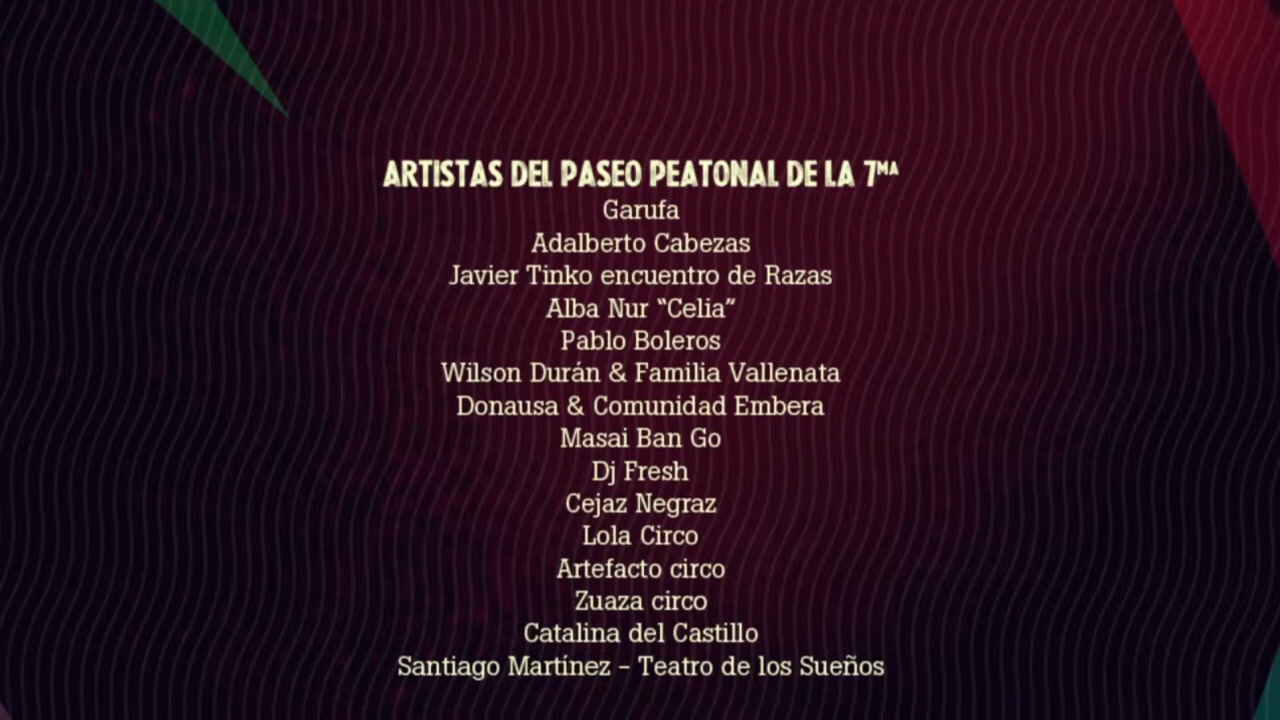 ARTISTAS DEL PASEO PEATONAL DE LA 7MA
Garufa
Adalberto Cabezas
Javier Tinko encuentro de Razas
Alba Nur “Celia”
Pablo Boleros
Wilson Durán & Familia Vallenata
Donausa & Comunidad Embera
Masai Ban Go
Dj Fresh
Cejaz Negraz
Lola Circo
Artefacto circo
Zuaza circo
Catalina del Castillo
Santiago Martínez – Teatro de los Sueños